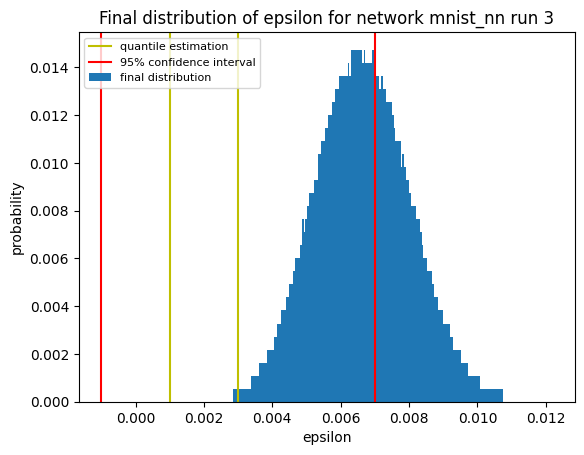 Final distribution of epsilon for network mnist_nn run 3
quantile estimation
95% confidence interval
final distribution
0.014
0.012
0.010
0.008
0.006
0.004
0.002
0.000
probability
0.000 0.002 0.004 0.006 0.008 0.010 0.012
epsilon